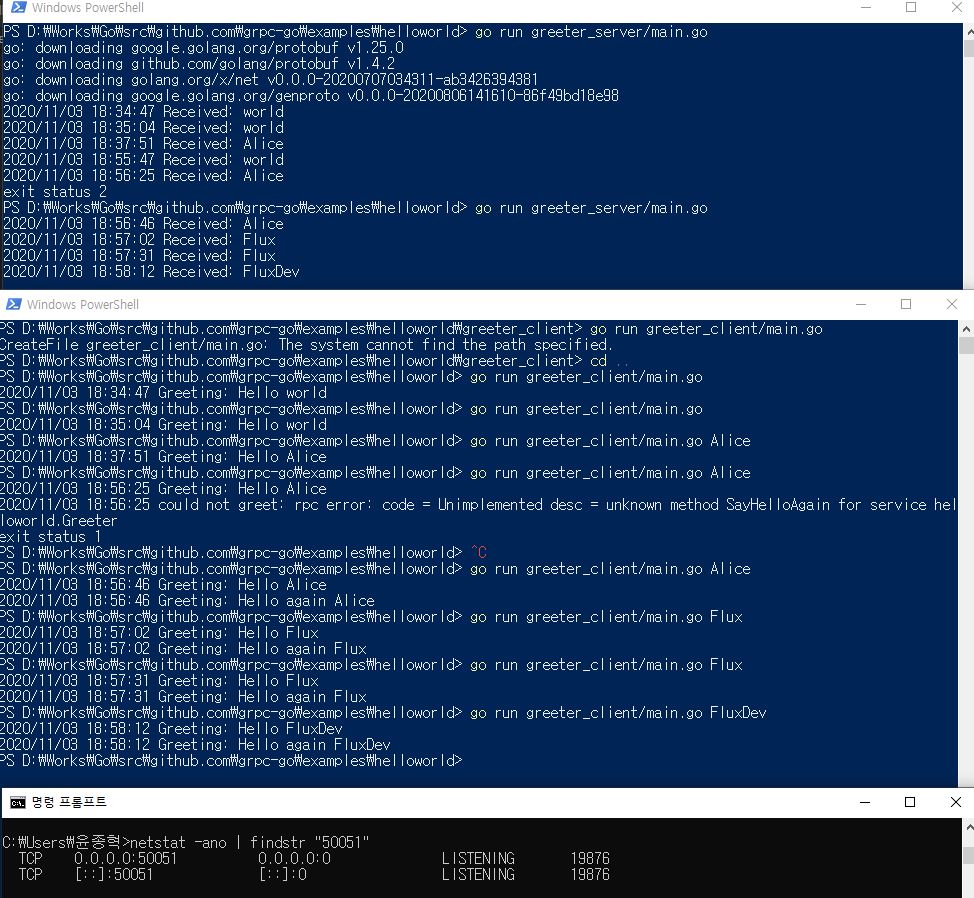 Windows PowerShell
PS D:₩Works₩Go₩src₩github.com₩grpc-go₩examples₩helloworld> go run greeter_server/main.go
go: downloading google.golang.org/protobuf v1.25.0
go: downloading github.com/golang/protobuf v1.4.2
go: downloading golang.org/x/net v0.0.0-20200707034311-ab3426394381
go: downloading google.golang.org/genproto v0.0.0-20200806141610-86f49bd18e98
2020/11/03 18:34:47 Received: world
2020/11/03 18:35:04 Received: world
2020/11/03 18:37:51 Received: Alice
2020/11/03 18:55:47 Received: world
2020/11/03 18:56:25 Received: Alice
exit status 2
PS D:₩Works₩Go₩src₩github.com₩grpc-go₩examples₩helloworld> go run greeter_server/main.go
2020/11/03 18:56:46 Received: Alice
2020/11/03 18:57:02 Received: Flux
2020/11/03 18:57:31 Received: Flux
2020/11/03 18:58:12 Received: FluxDev
Windows PowerShell
PS D:₩Works₩Go₩src₩github.com₩grpc-go₩examples₩helloworld₩greeter_client> go run greeter_client/main.go
CreateFile greeter_client/main.go: The system cannot find the path specified.
PS D:₩Works₩Go₩src₩github.com₩grpc-go₩examples₩helloworld₩greeter_client> cd ..
PS D:₩Works₩Go₩src₩github.com₩grpc-go₩examples₩helloworld> go run greeter_client/main.go
2020/11/03 18:34:47 Greeting: Hello world
PS D:₩Works₩Go₩src₩github.com₩grpc-go₩examples₩helloworld> go run greeter_client/main.go
2020/11/03 18:35:04 Greeting: Hello world
PS D:₩Works₩Go₩src₩github.com₩grpc-go₩examples₩helloworld> go run greeter_client/main.go Alice
2020/11/03 18:37:51 Greeting: Hello Alice
PS D:₩Works₩Go₩src₩github.com₩grpc-go₩examples₩helloworld> go run greeter_client/main.go Alice
2020/11/03 18:56:25 Greeting: Hello Alice
2020/11/03 18:56:25 could not greet: rpc error: code = Unimplemented desc = unknown method SayHelloAgain for service hel
loworld.Greeter
exit status 1
PS D:₩Works₩Go₩src₩github.com₩grpc-go₩examples₩helloworld> ^C
PS D:₩Works₩Go₩src₩github.com₩grpc-go₩examples₩helloworld> go run greeter_client/main.go Alice
2020/11/03 18:56:46 Greeting: Hello Alice
2020/11/03 18:56:46 Greeting: Hello again Alice
PS D:₩Works₩Go₩src₩github.com₩grpc-go₩examples₩helloworld> go run greeter_client/main.go Flux
2020/11/03 18:57:02 Greeting: Hello Flux
2020/11/03 18:57:02 Greeting: Hello again Flux
PS D:₩Works₩Go₩src₩github.com₩grpc-go₩examples₩helloworld> go run greeter_client/main.go Flux
2020/11/03 18:57:31 Greeting: Hello Flux
2020/11/03 18:57:31 Greeting: Hello again Flux
PS D:₩Works₩Go₩src₩github.com₩grpc-go₩examples₩helloworld> go run greeter_client/main.go FluxDev
2020/11/03 18:58:12 Greeting: Hello FluxDev
2020/11/03 18:58:12 Greeting: Hello again FluxDev
PS D:₩Works₩Go₩src₩github.com₩grpc-go₩examples₩helloworld>
명령 프롬프트
C:₩Users₩윤종혁>netstat -ano | findstr "50051"
TCP 0.0.0.0:50051 0.0.0.0:0 LISTENING 19876
TCP [::]:50051 [::]:0 LISTENING 19876